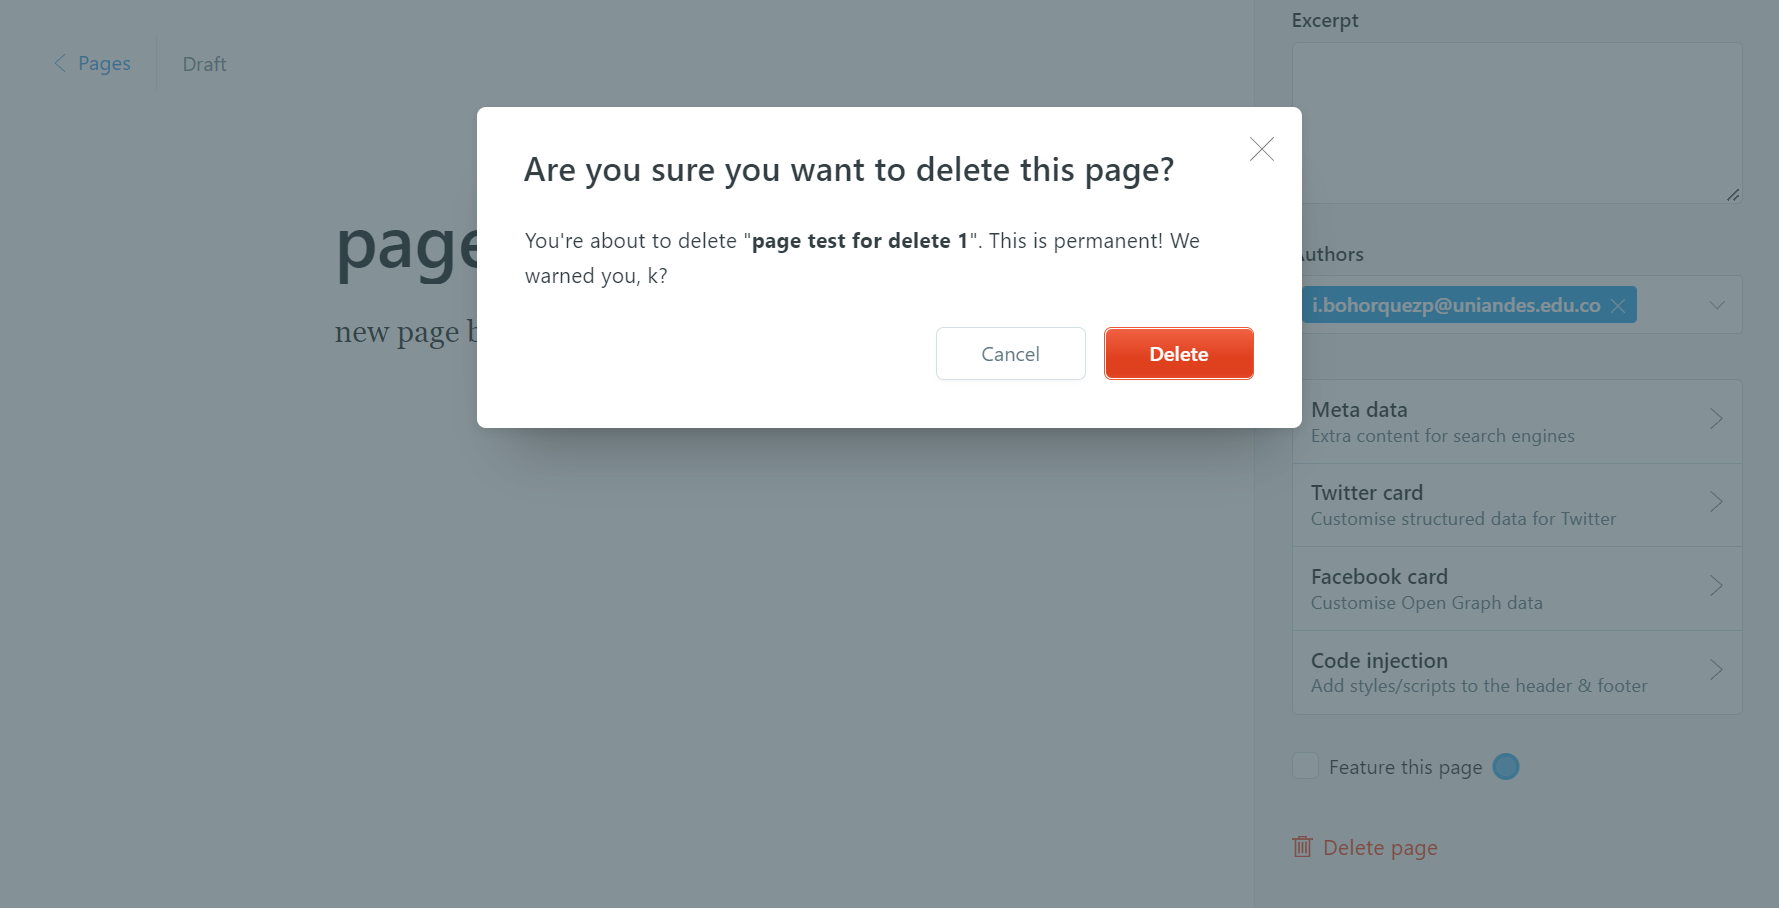 Pages
Draft
page
new page b
Are you sure you want to delete this page?
You're about to delete "page test for delete 1". This is permanent! We
warned you, k?
Cancel
Delete
Excerpt
Authors
i.bohorquezp@uniandes.edu.co
Meta data
Extra content for search engines
Twitter card
Customise structured data for Twitter
Facebook card
Customise Open Graph data
Code injection
Add styles/scripts to the header & footer
Feature this page
Delete page